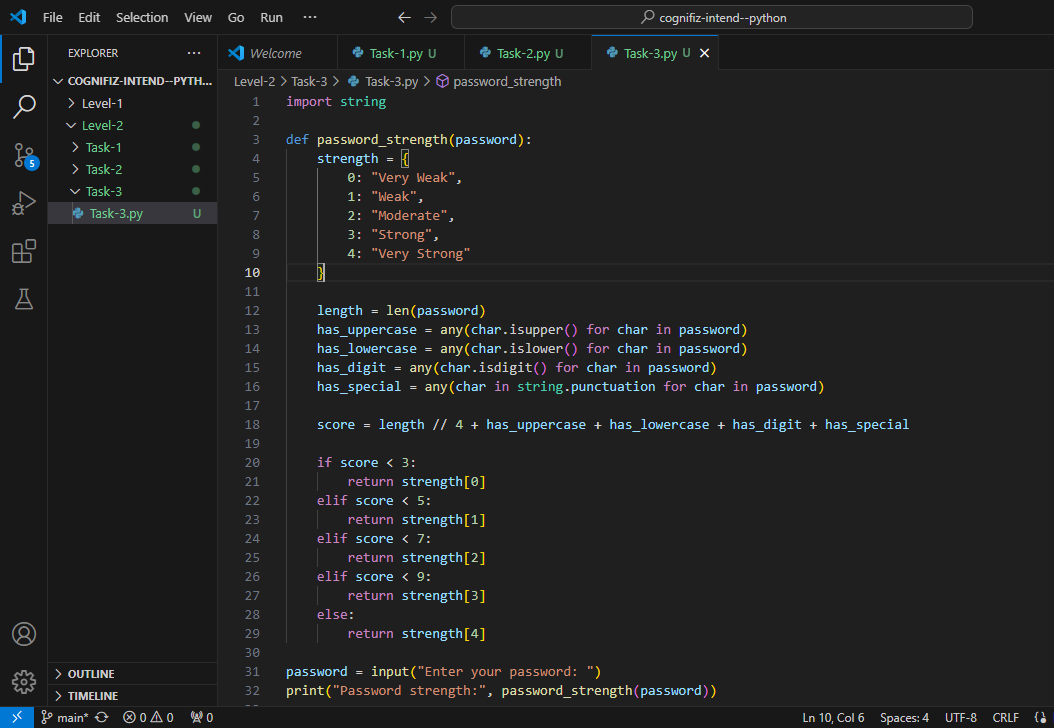 File Edit Selection View Go Run ··· cognifiz-intend--python
EXPLORER ···
COGNIFIZ-INTEND--PYTH...
Level-1
Level-2
Task-1
Task-2
Task-3
Task-3.py U
5
OUTLINE
TIMELINE
Welcome Task-1.py U Task-2.py U Task-3.py U
Level-2 > Task-3 > Task-3.py > password_strength
1 import string
2
3 def password_strength(password):
4     strength = {
5         0: "Very Weak",
6         1: "Weak",
7         2: "Moderate",
8         3: "Strong",
9         4: "Very Strong"
10     }
11
12     length = len(password)
13     has_uppercase = any(char.isupper() for char in password)
14     has_lowercase = any(char.islower() for char in password)
15     has_digit = any(char.isdigit() for char in password)
16     has_special = any(char in string.punctuation for char in password)
17
18     score = length // 4 + has_uppercase + has_lowercase + has_digit + has_special
19
20     if score < 3:
21         return strength[0]
22     elif score < 5:
23         return strength[1]
24     elif score < 7:
25         return strength[2]
26     elif score < 9:
27         return strength[3]
28     else:
29         return strength[4]
30
31 password = input("Enter your password: ")
32 print("Password strength:", password_strength(password))
main* 0 0 0 Ln 10, Col 6 Spaces: 4 UTF-8 CRLF {}